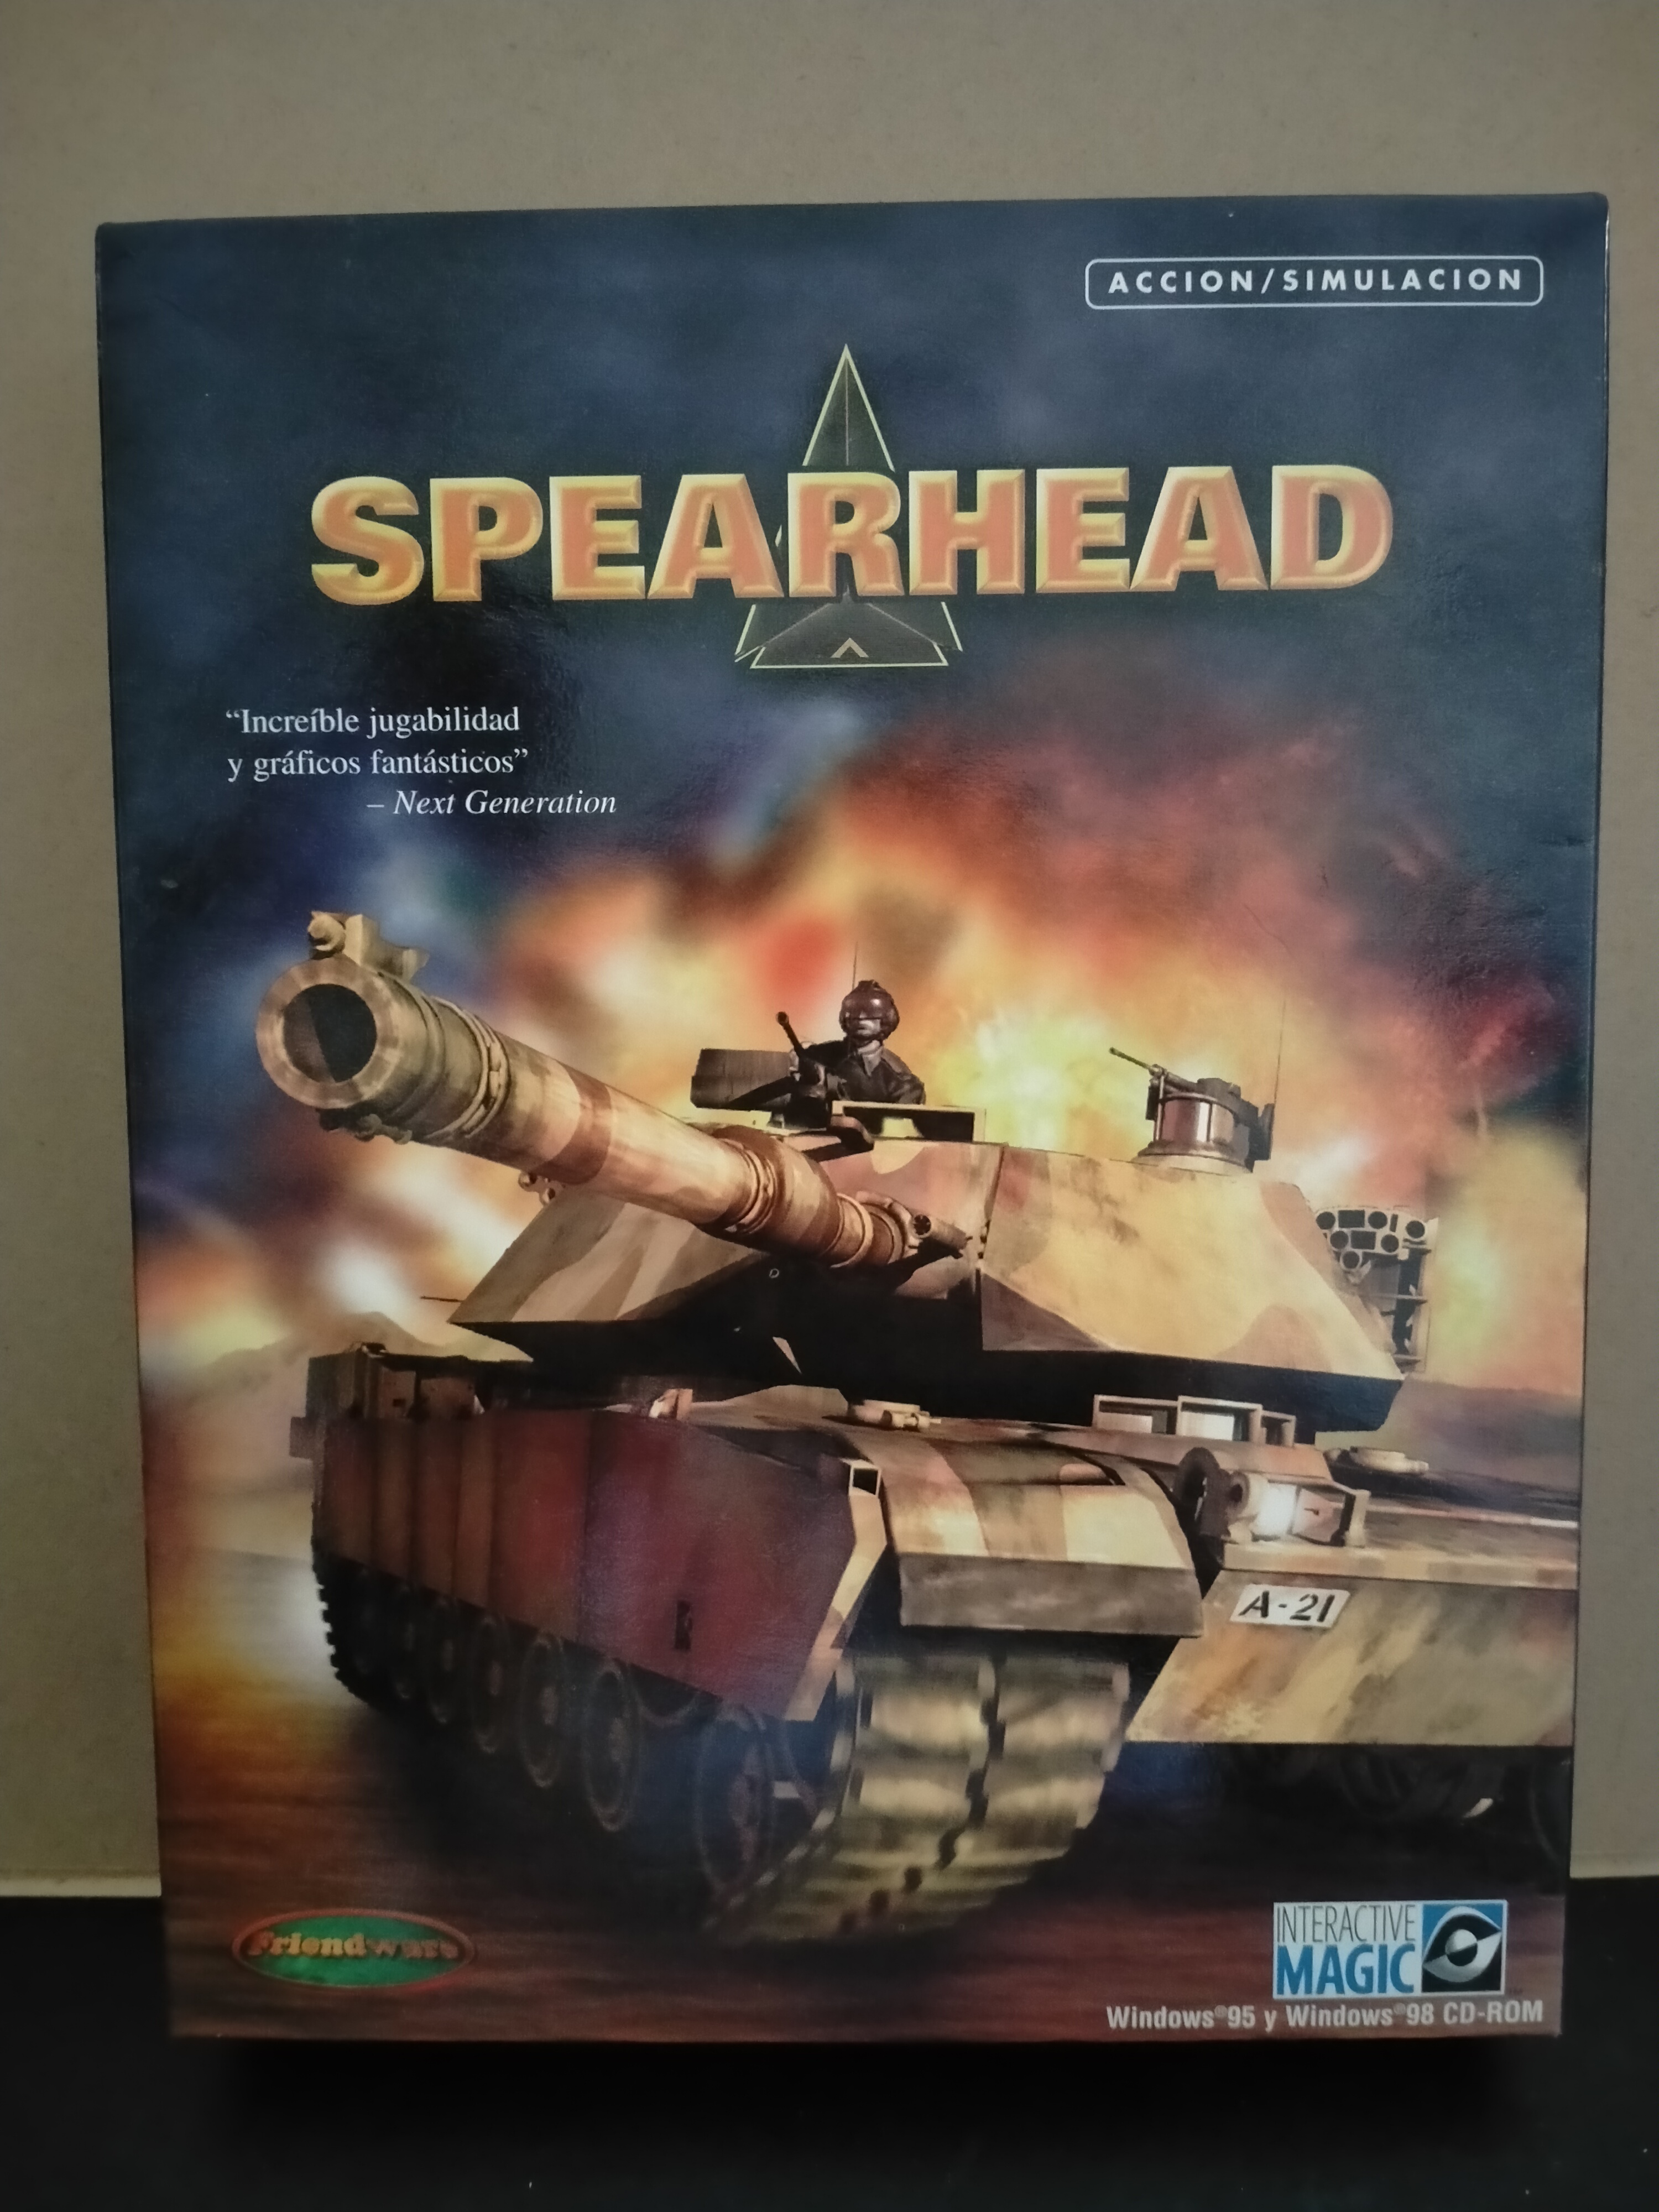 ACCION/SIMULACION
SPEARHEAD
“Increíble jugabilidad
y gráficos fantásticos”
– Next Generation
A-21
Friendware
INTERACTIVE
MAGIC
Windows®95 y Windows®98 CD-ROM